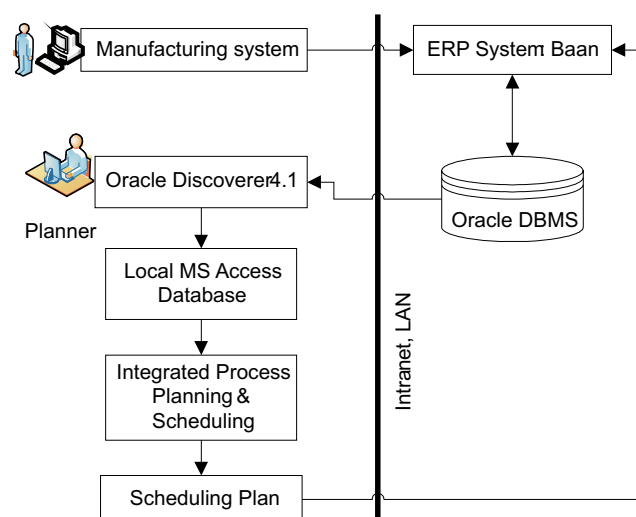 Manufacturing system
ERP System Baan
Oracle Discoverer4.1
Oracle DBMS
Planner
Local MS Access
Database
Integrated Process
Planning &
Scheduling
Intranet, LAN
Scheduling Plan